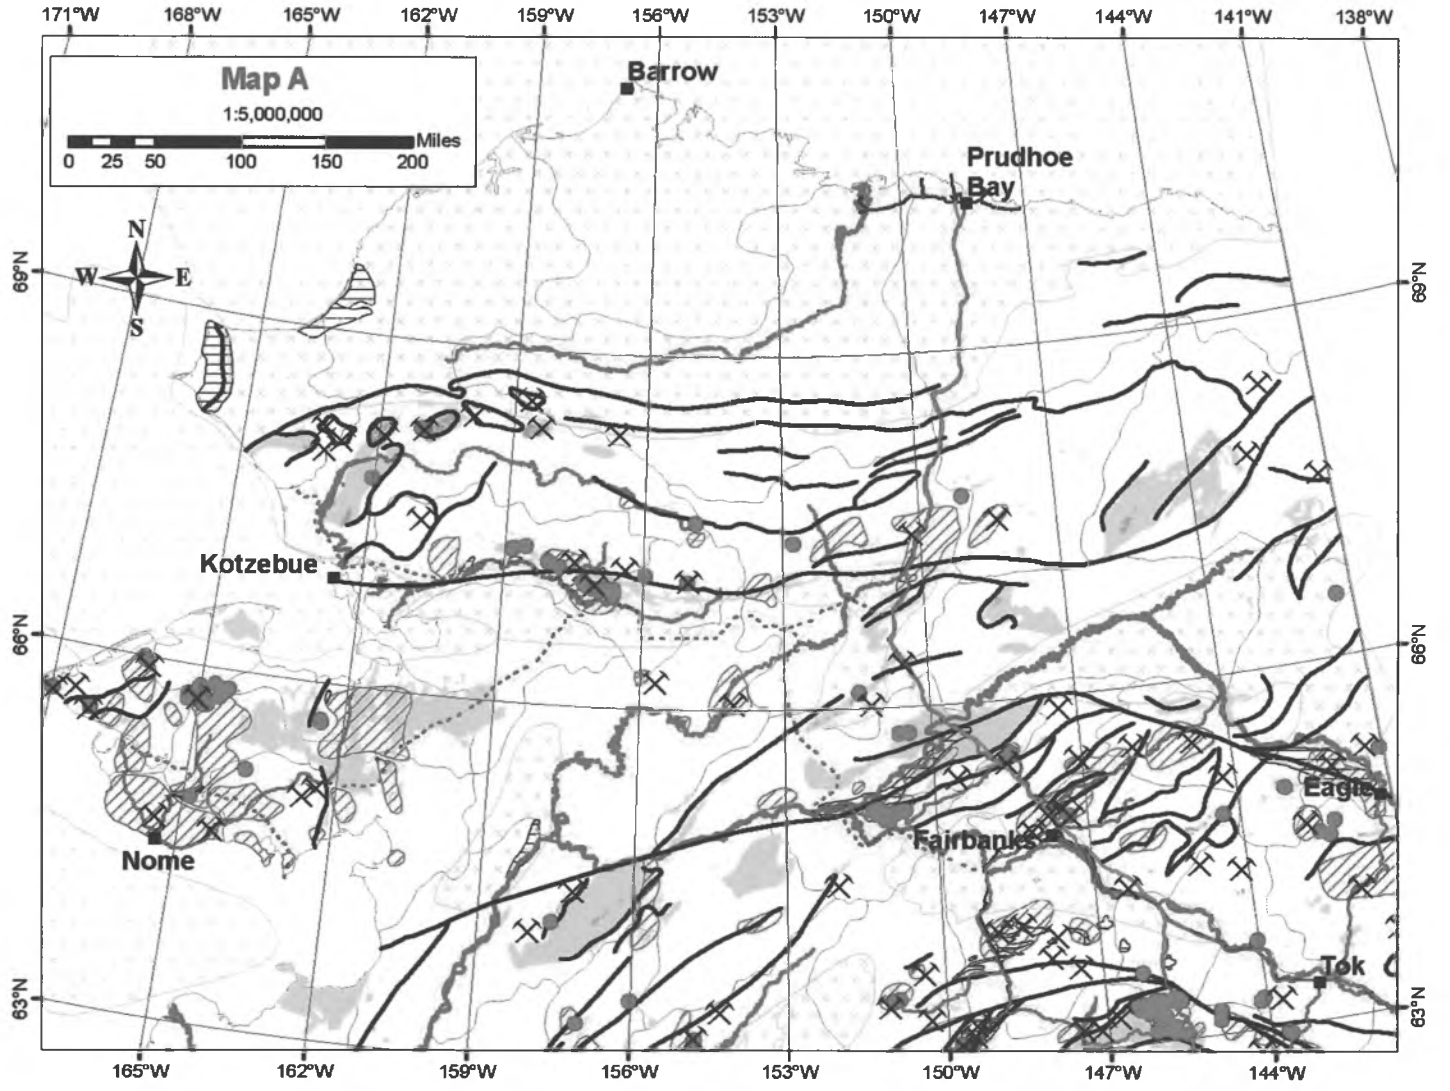 171°W 168°W 165°W 162°W 159°W 156°W 153°W 150°W 147°W 144°W 141°W 138°W
Map A
1:5,000,000
Miles
0 25 50 100 150 200
Barrow
Prudhoe
Bay
N
W E
S
69°N
69°N
Kotzebue
66°N
66°N
Eagle
Fairbanks
Nome
Tok
63°N
63°N
165°W 162°W 159°W 156°W 153°W 150°W 147°W 144°W